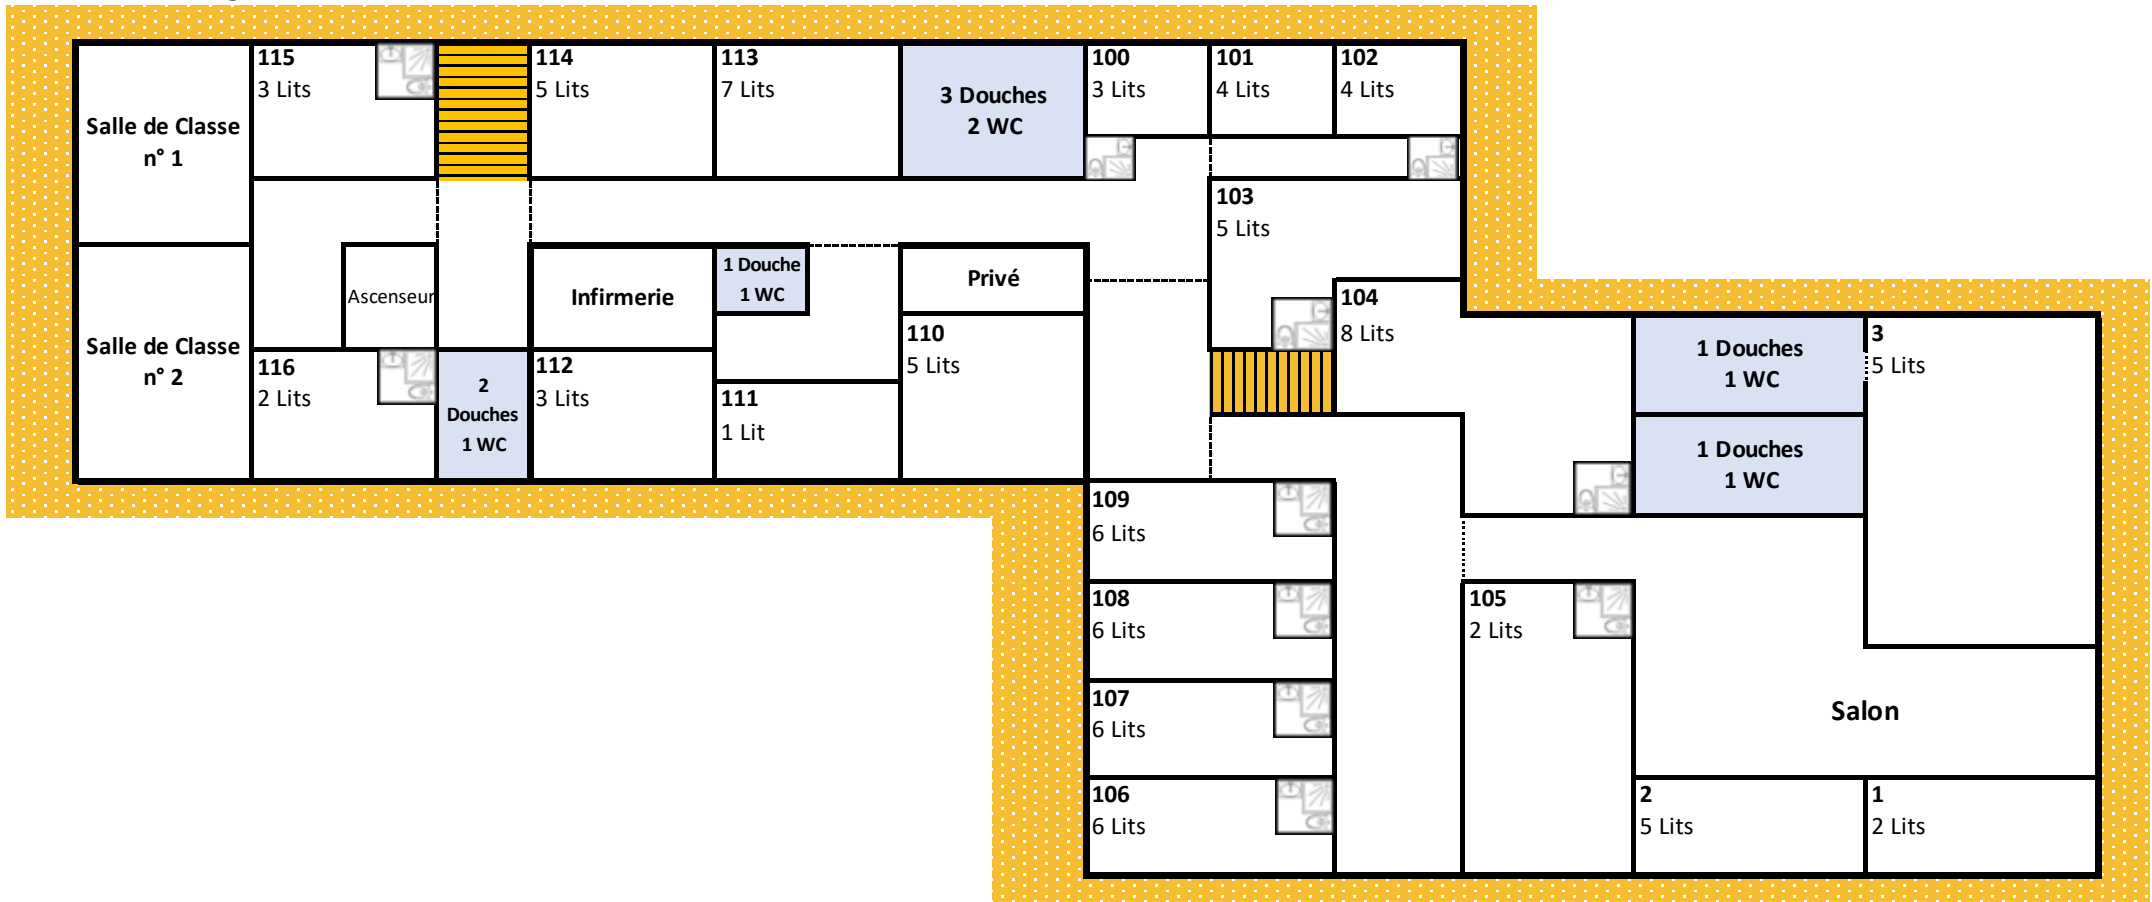 115
3 Lits
114
5 Lits
113
7 Lits
3 Douches
2 WC
100
3 Lits
101
4 Lits
102
4 Lits
Salle de Classe
n° 1
103
5 Lits
Ascenseur
Infirmerie
1 Douche
1 WC
Privé
104
8 Lits
Salle de Classe
n° 2
116
2 Lits
2
Douches
1 WC
112
3 Lits
111
1 Lit
110
5 Lits
1 Douches
1 WC
3
5 Lits
1 Douches
1 WC
109
6 Lits
108
6 Lits
105
2 Lits
107
6 Lits
Salon
106
6 Lits
2
5 Lits
1
2 Lits